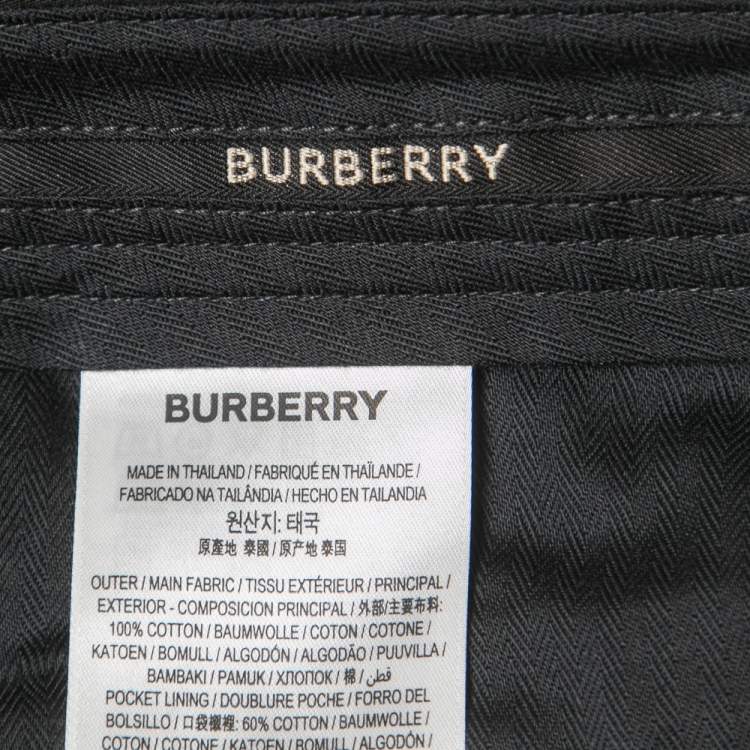 BURBERRY
BURBERRY
MADE IN THAILAND / FABRIQUÉ EN THAÏLANDE /
FABRICADO NA TAILÂNDIA / HECHO EN TAILANDIA
원산지: 태국
原產地 泰國 / 原产地 泰国
OUTER / MAIN FABRIC / TISSU EXTÉRIEUR / PRINCIPAL /
EXTERIOR - COMPOSICION PRINCIPAL / 外部/主要布料:
100% COTTON / BAUMWOLLE / COTON / COTONE /
KATOEN / BOMULL / ALGODÓN / ALGODÃO / PUUVILLA /
BAMBAKI / PAMUK / ХЛОПОК / 棉 / قطن /
POCKET LINING / DOUBLURE POCHE / FORRO DEL
BOLSILLO / 口袋襯裡: 60% COTTON / BAUMWOLLE /
COTON / COTONE / KATOEN / BOMULL / ALGODÓN /